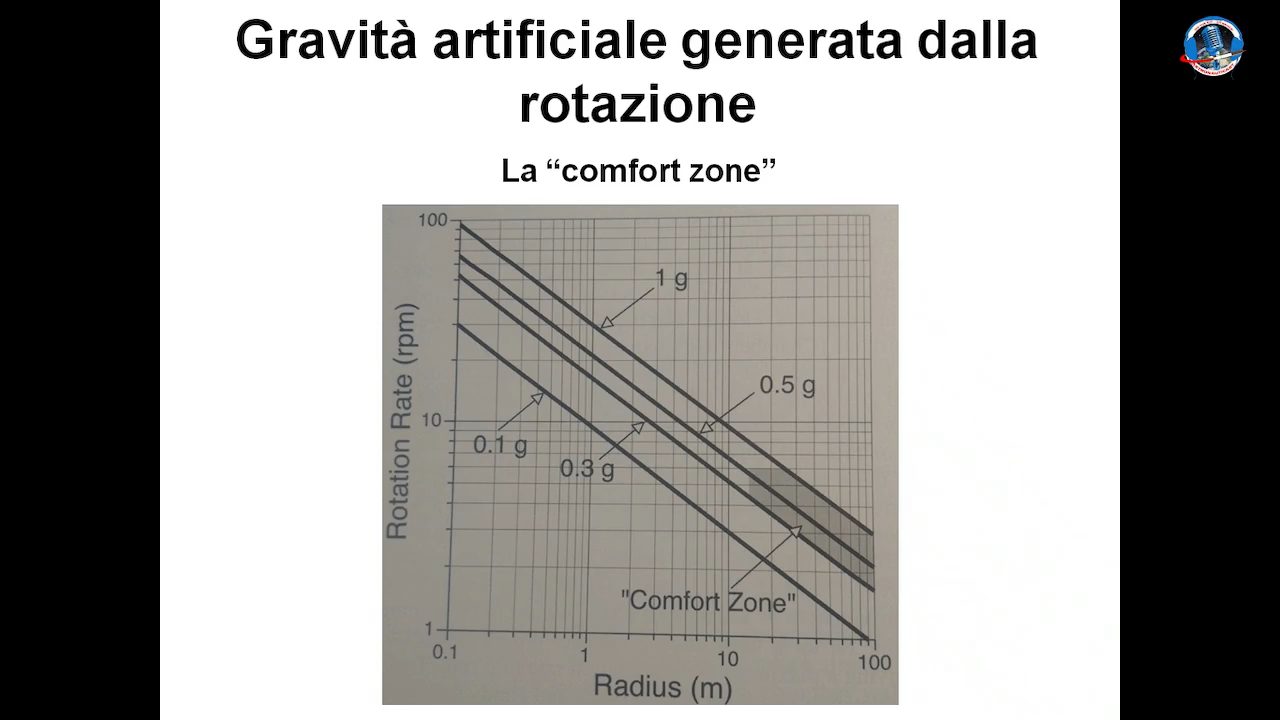 Gravità artificiale generata dalla
rotazione
La “comfort zone”
100
10
1
Rotation Rate (rpm)
1 g
0.5 g
0.1 g
0.3 g
"Comfort Zone"
0.1
1
10
100
Radius (m)